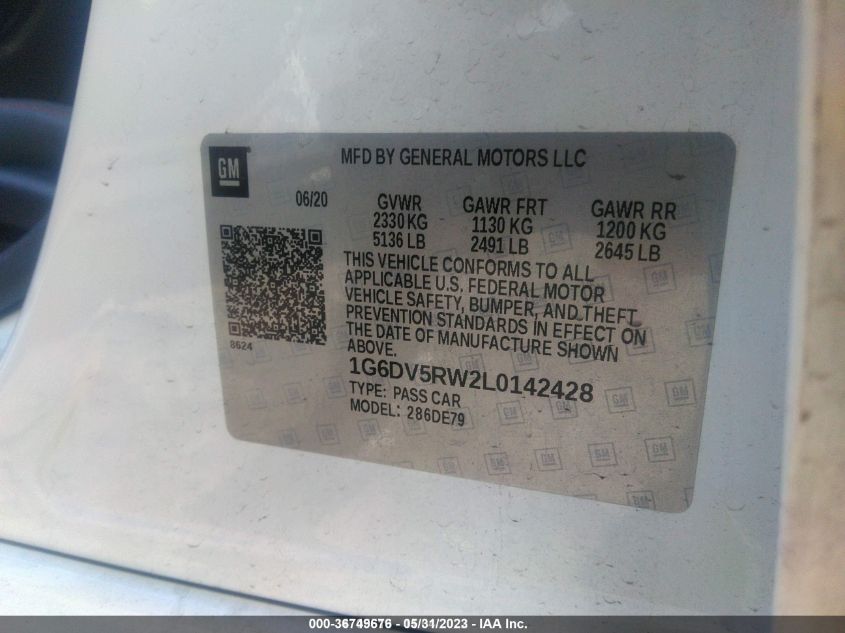 GM
MFD BY GENERAL MOTORS LLC
06/20
GVWR GAWR FRT GAWR RR
2330 KG 1130 KG 1200 KG
5136 LB 2491 LB 2645 LB
THIS VEHICLE CONFORMS TO ALL
APPLICABLE U.S. FEDERAL MOTOR
VEHICLE SAFETY, BUMPER, AND THEFT
PREVENTION STANDARDS IN EFFECT ON
THE DATE OF MANUFACTURE SHOWN
ABOVE.
8624
1G6DV5RW2L0142428
TYPE: PASS CAR
MODEL: 286DE79
000-36749676 - 05/31/2023 - IAA Inc.